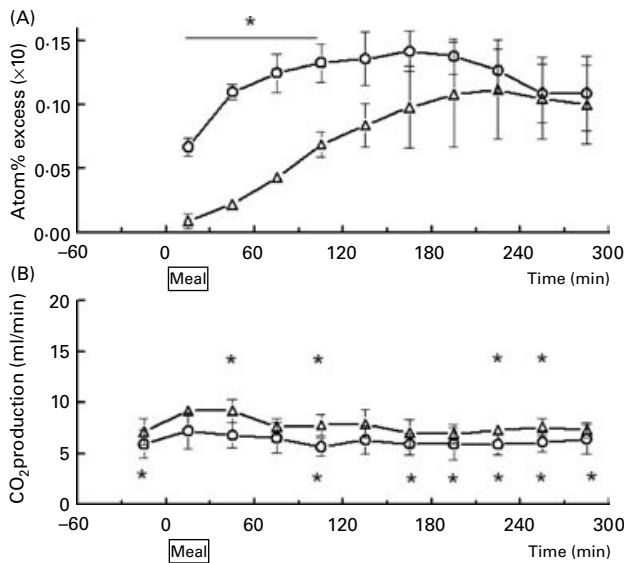 (A)
*
Atom% excess (×10)
0·15
0·10
0·05
0·00
–60 0 60 120 180 240 300
Meal Time (min)
(B)
CO₂production (ml/min)
20
15
10
5
0
* * * *
* * * * * *
–60 0 60 120 180 240 300
Meal Time (min)